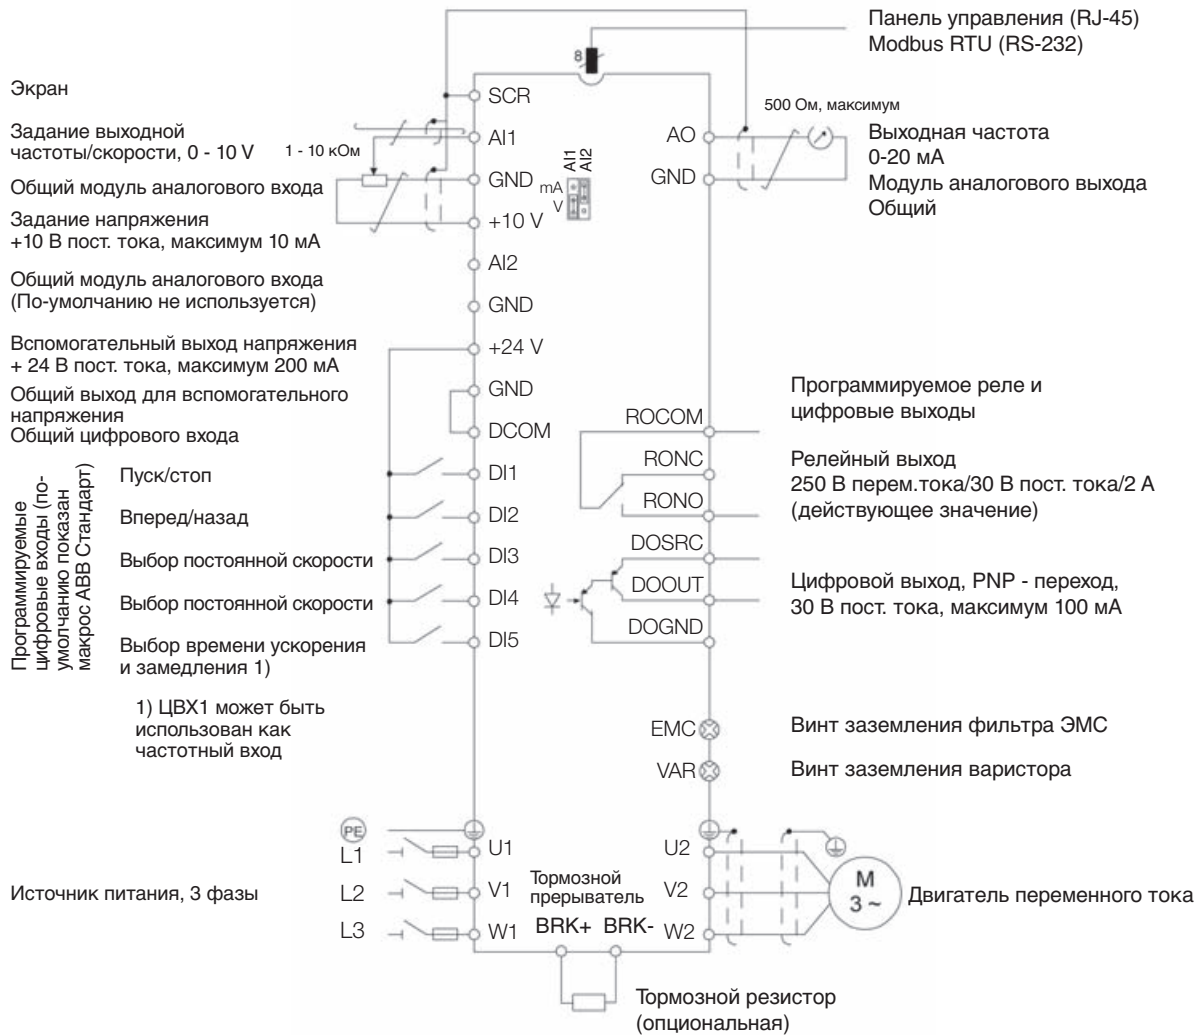 Панель управления (RJ-45)
Modbus RTU (RS-232)
8
Экран
SCR
500 Ом, максимум
Задание выходной
частоты/скорости, 0 - 10 V
1 - 10 кОм
AI1
AI1
AI2
AO
Выходная частота
0-20 мА
Общий модуль аналогового входа
GND
mA
V
GND
Модуль аналогового выхода
Общий
Задание напряжения
+10 В пост. тока, максимум 10 мА
+10 V
AI2
Общий модуль аналогового входа
(По-умолчанию не используется)
GND
Вспомогательный выход напряжения
+ 24 В пост. тока, максимум 200 мА
+24 V
Общий выход для вспомогательного
напряжения
GND
Общий цифрового входа
DCOM
ROCOM
Программируемое реле и
цифровые выходы
Программируемые
цифровые входы (по-
умолчанию показан
макрос ABB Стандарт)
Пуск/стоп
DI1
RONC
Релейный выход
250 В перем.тока/30 В пост. тока/2 А
(действующее значение)
Вперед/назад
DI2
RONO
Выбор постоянной скорости
DI3
DOSRC
Выбор постоянной скорости
DI4
DOOUT
Цифровой выход, PNP - переход,
30 В пост. тока, максимум 100 мА
Выбор времени ускорения
и замедления 1)
DI5
DOGND
1) ЦВХ1 может быть
использован как
частотный вход
EMC
Винт заземления фильтра ЭМС
VAR
Винт заземления варистора
PE
L1
U1
U2
Источник питания, 3 фазы
L2
V1
Тормозной
прерыватель
V2
M
3 ~
Двигатель переменного тока
L3
W1
BRK+
BRK-
W2
Тормозной резистор
(опциональная)